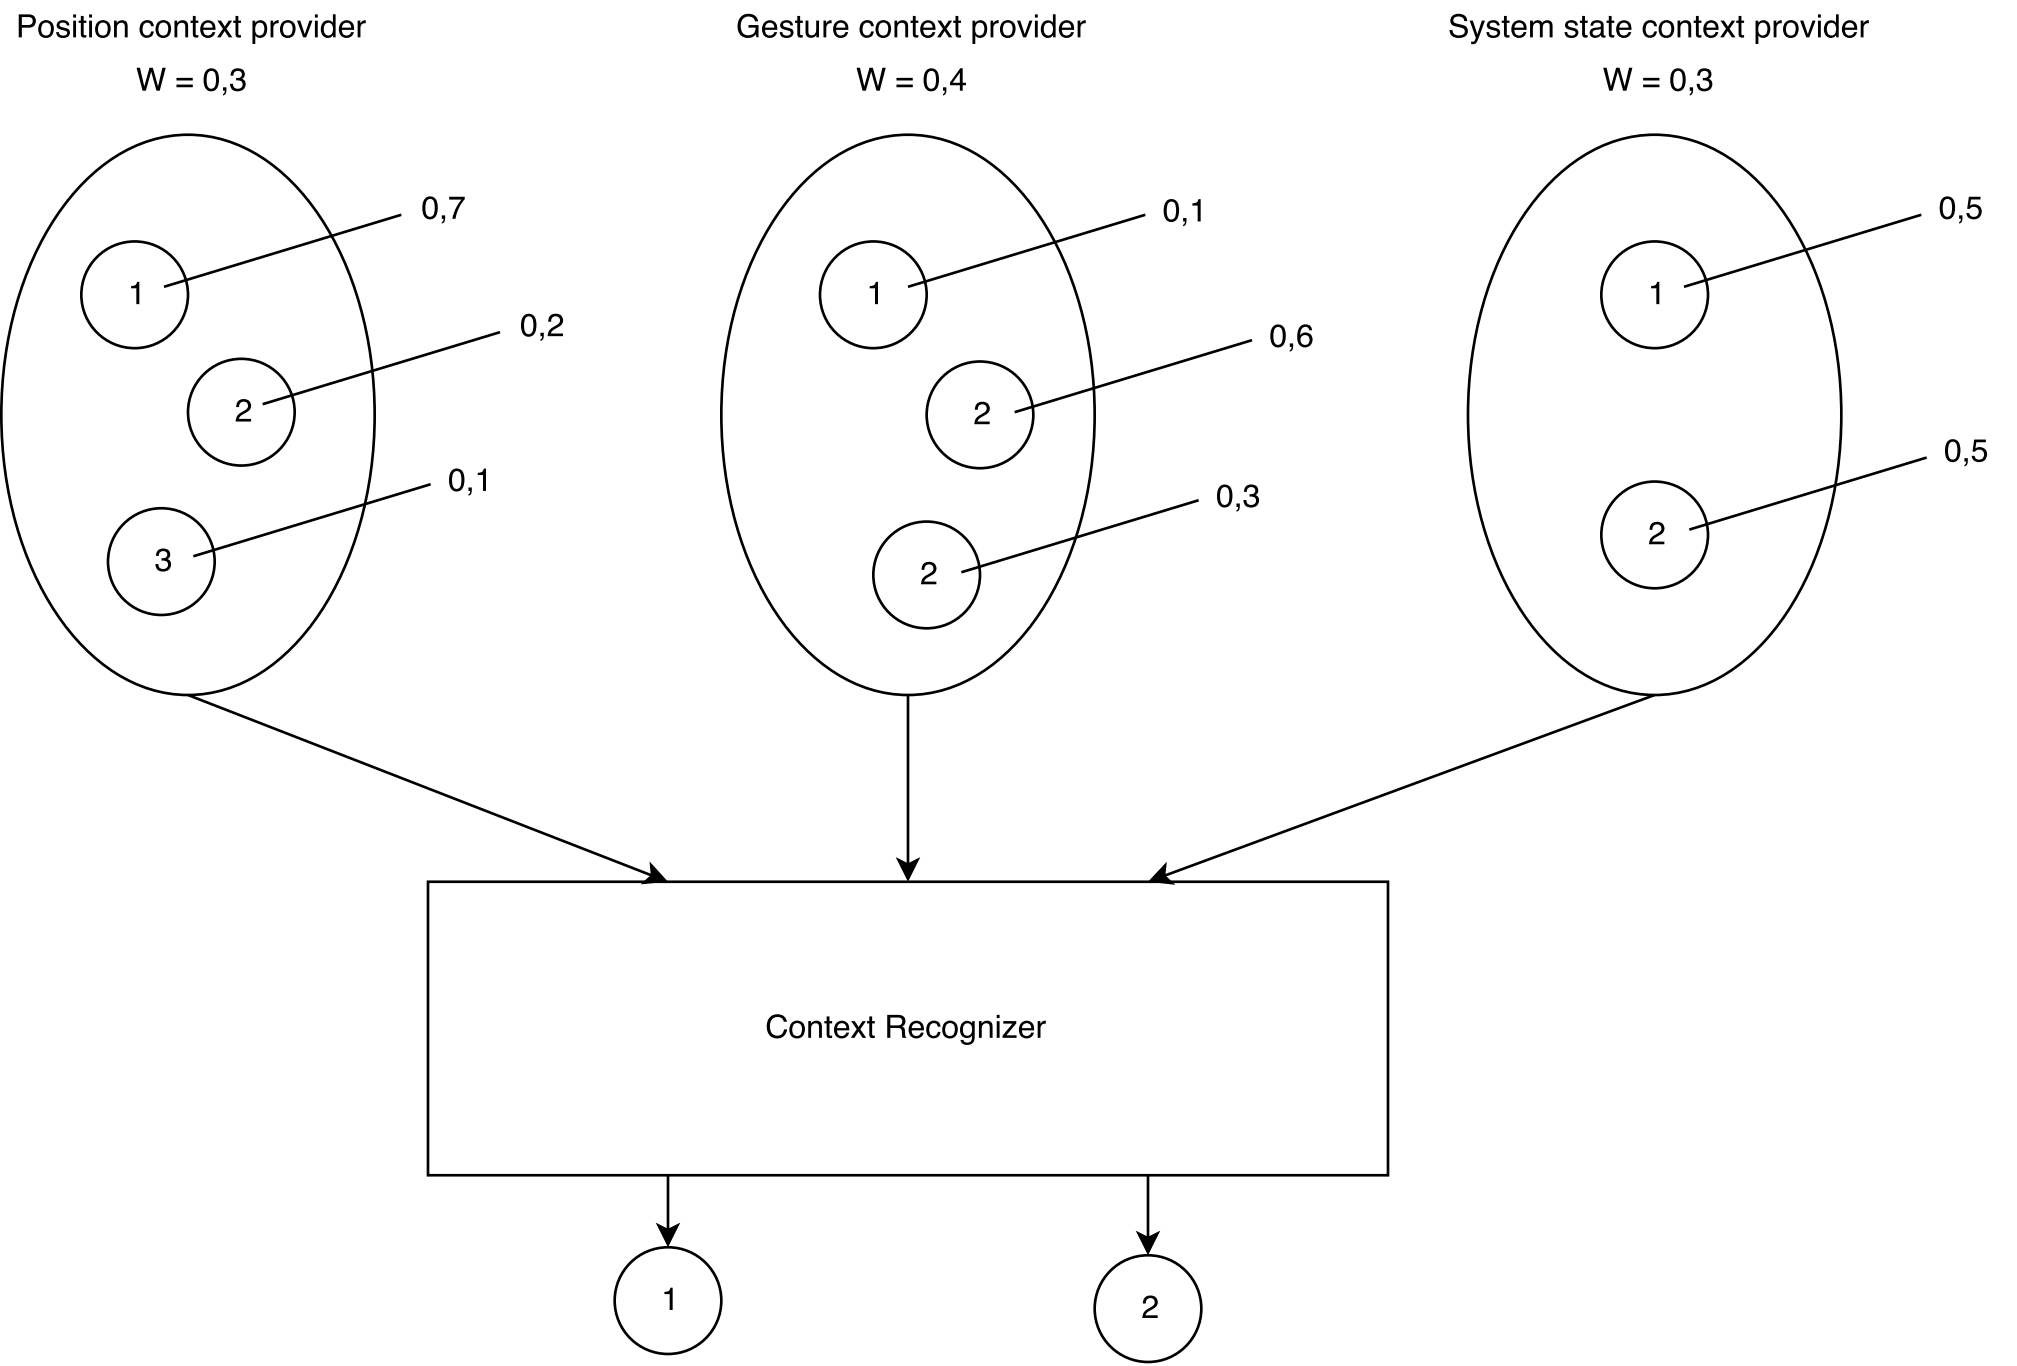 Position context provider
W = 0,3
Gesture context provider
W = 0,4
System state context provider
W = 0,3
0,7
1
0,2
2
0,1
3
0,1
1
0,6
2
0,3
2
0,5
1
0,5
2
Context Recognizer
1
2